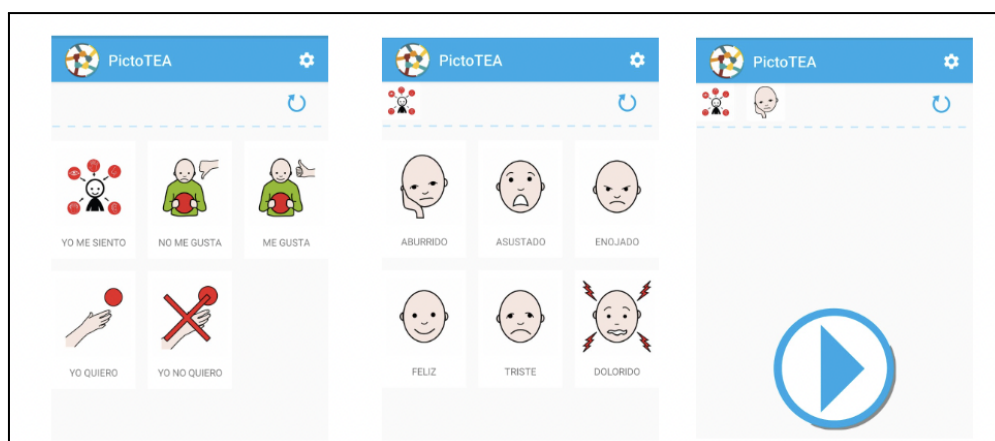 PictoTEA
YO ME SIENTO
NO ME GUSTA
ME GUSTA
YO QUIERO
YO NO QUIERO
PictoTEA
ABURRIDO
ASUSTADO
ENOJADO
FELIZ
TRISTE
DOLORIDO
PictoTEA